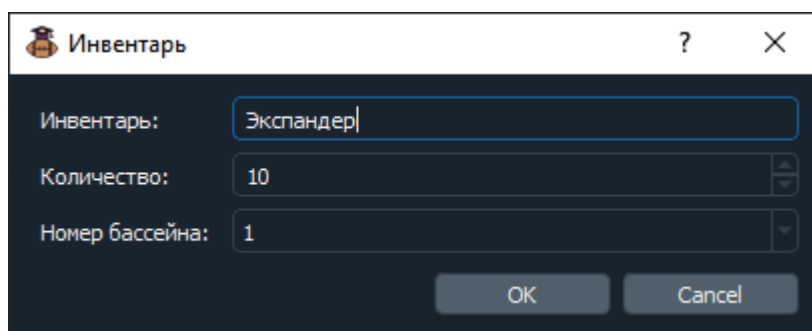 Инвентарь ?
Инвентарь: Экспандер
Количество: 10
Номер бассейна: 1
OK Cancel